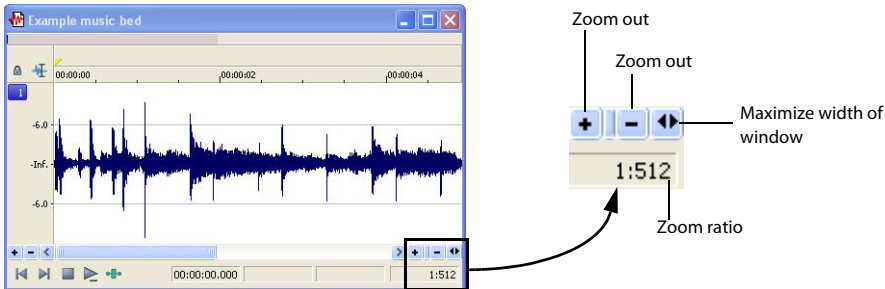 Example music bed
00:00:00 00:00:02 00:00:04
1
-6.0
-Inf.
-6.0
00:00:00.000 1:512
Zoom out
Zoom out
Maximize width of
window
1:512
Zoom ratio